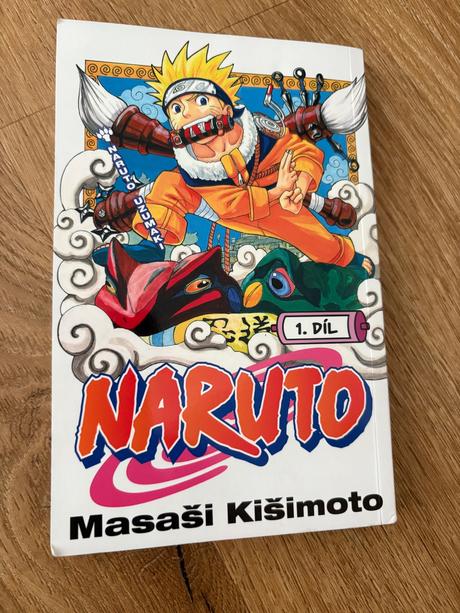 NARUTO UZUMAKI
1. DÍL
NARUTO
Masaši Kišimoto